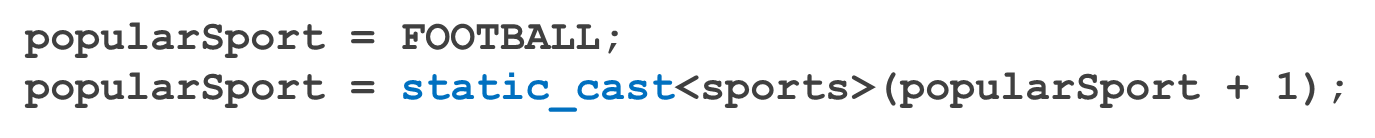 popularSport = FOOTBALL;
popularSport = static_cast<sports>(popularSport + 1);